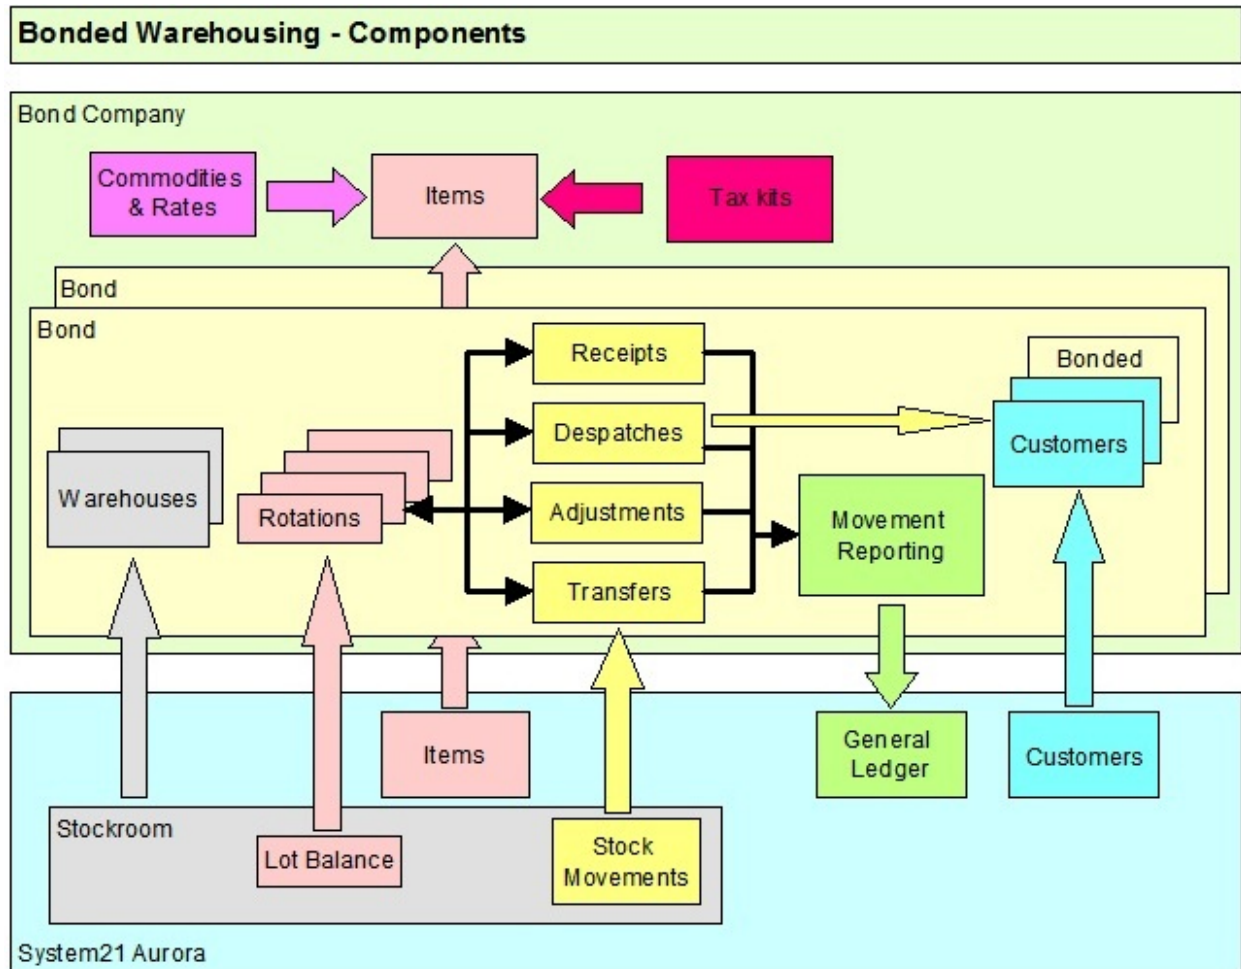 Bonded Warehousing - Components
Bond Company
Commodities
& Rates
Items
Tax kits
Bond
Bond
Receipts
Bonded
Despatches
Customers
Warehouses
Rotations
Adjustments
Movement
Reporting
Transfers
Items
General
Ledger
Customers
Stockroom
Lot Balance
Stock
Movements
System21 Aurora